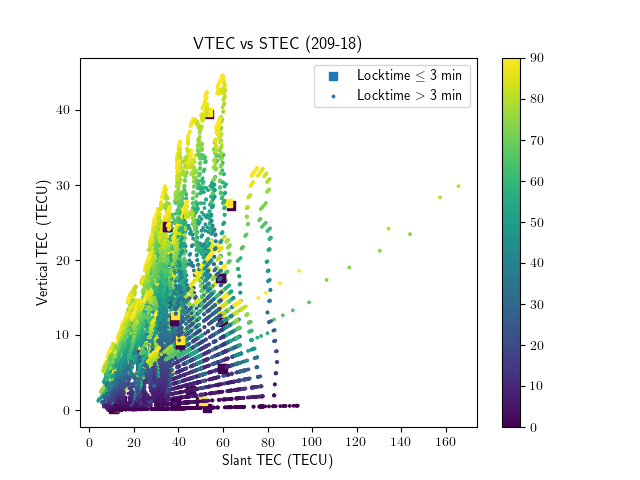 VTEC vs STEC (209-18)
Locktime ≤ 3 min
Locktime > 3 min
Vertical TEC (TECU)
40
30
20
10
0
0 20 40 60 80 100 120 140 160
Slant TEC (TECU)
90
80
70
60
50
40
30
20
10
0